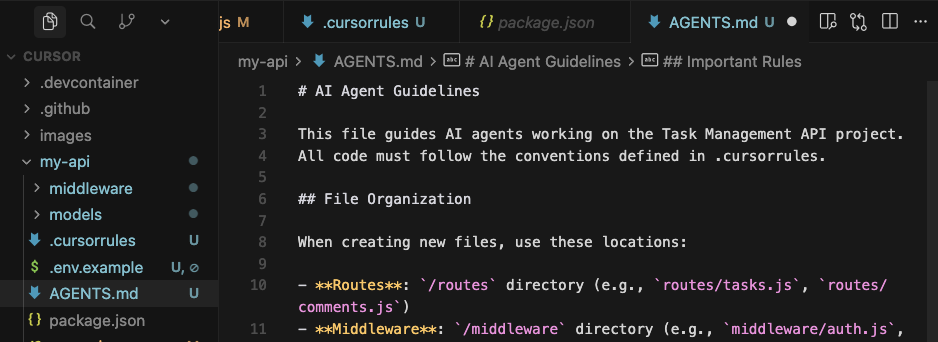 js M
.cursorrules U
package.json
AGENTS.md U
CURSOR
my-api > AGENTS.md > # AI Agent Guidelines > ## Important Rules
.devcontainer
.github
images
my-api
middleware
models
.cursorrules U
.env.example U,
AGENTS.md U
package.json
1 # AI Agent Guidelines
2
3 This file guides AI agents working on the Task Management API project.
4 All code must follow the conventions defined in .cursorrules.
5
6 ## File Organization
7
8 When creating new files, use these locations:
9
10 - **Routes**: `/routes` directory (e.g., `routes/tasks.js`, `routes/
comments.js`)
11 - **Middleware**: `/middleware` directory (e.g., `middleware/auth.js`,